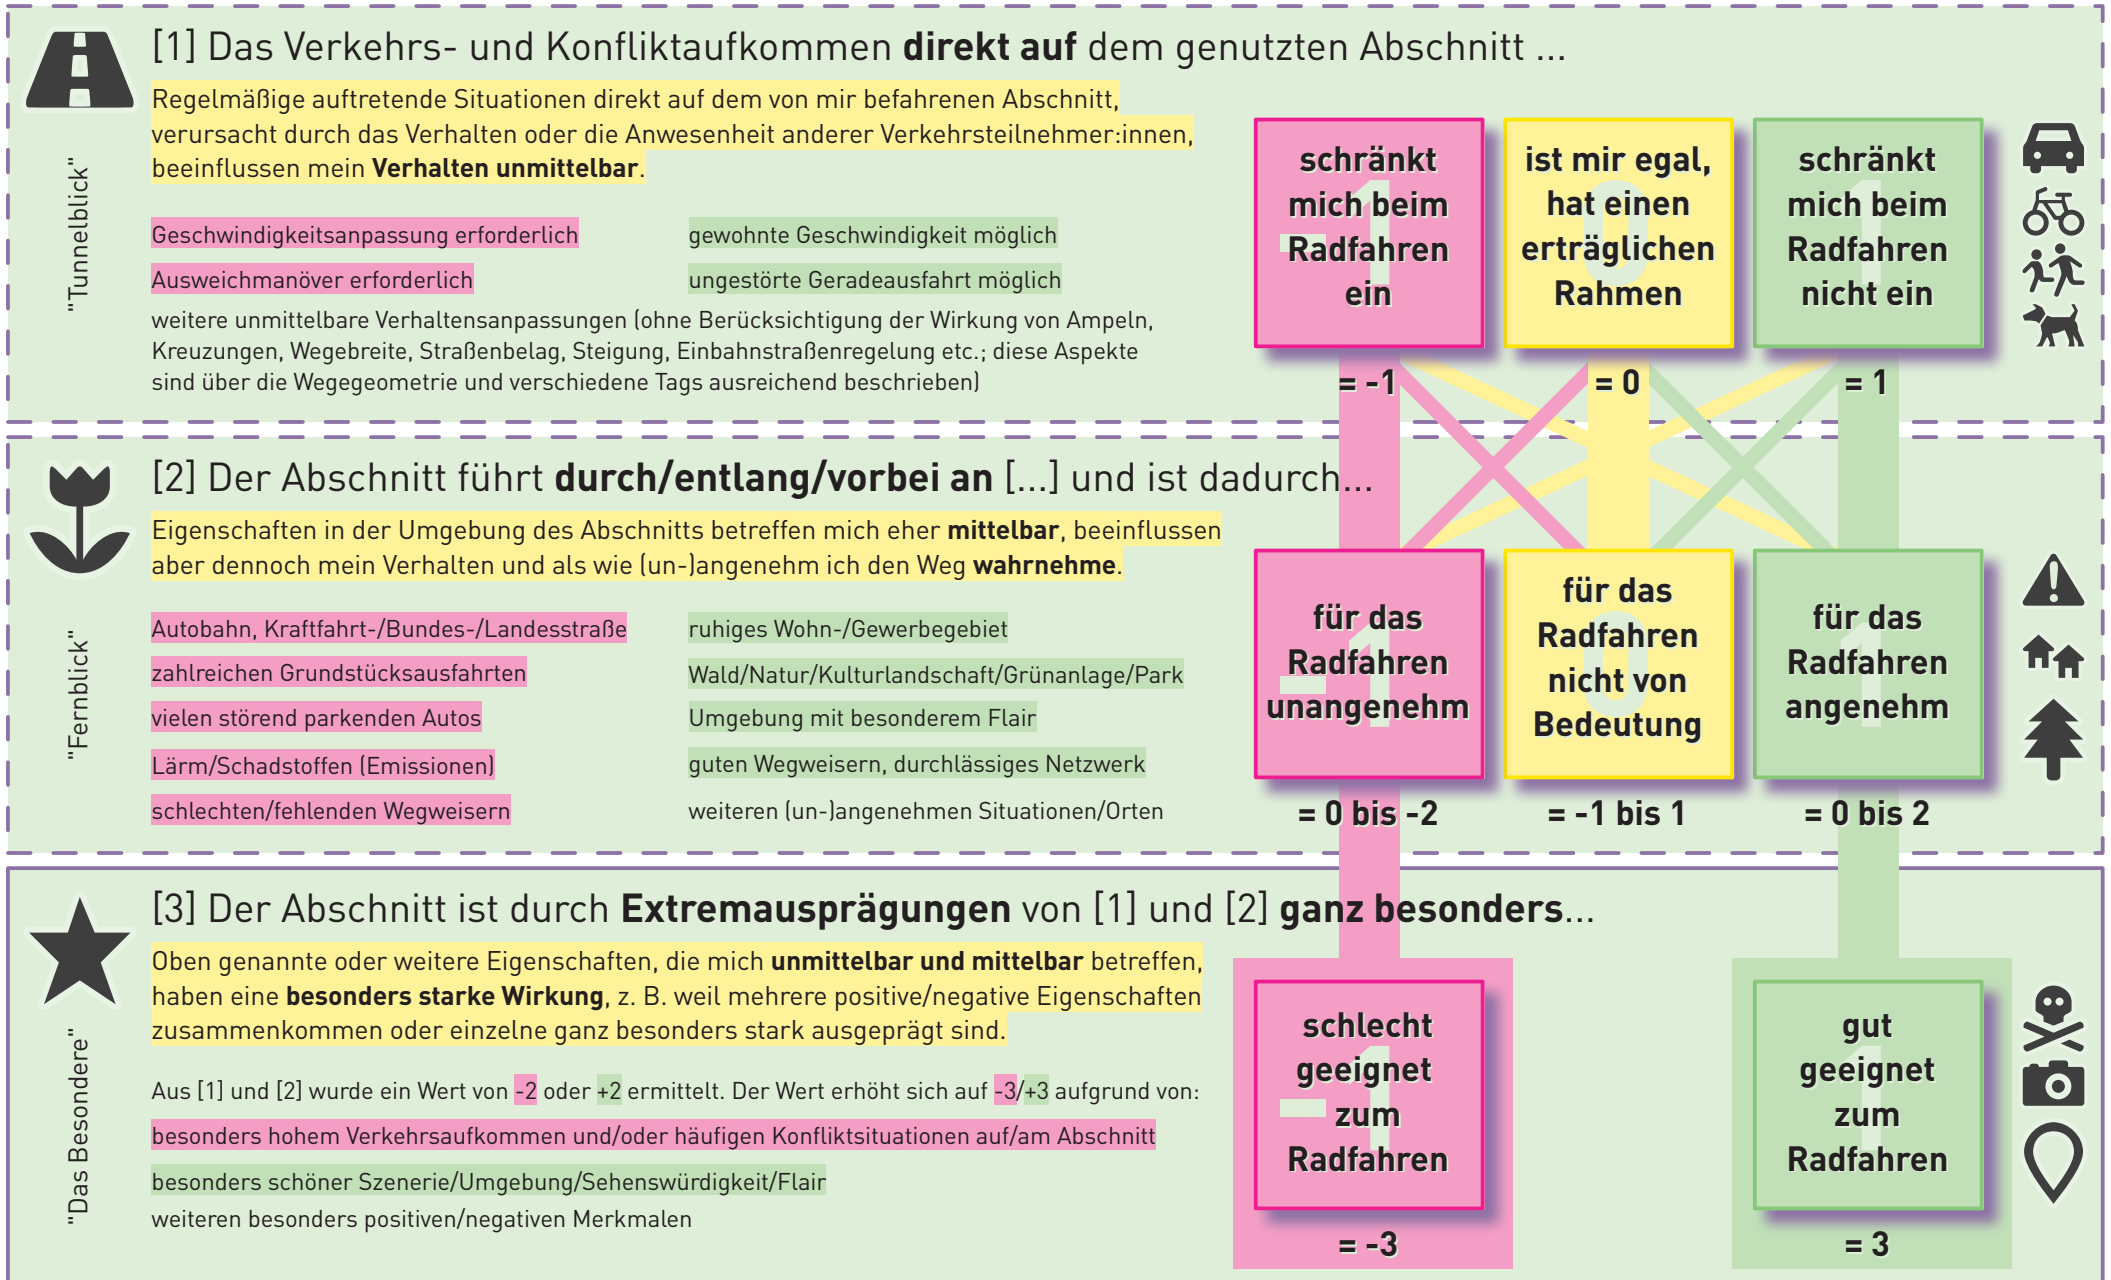 [1] Das Verkehrs- und Konfliktaufkommen direkt auf dem genutzten Abschnitt ...
"Tunnelblick"
Regelmäßige auftretende Situationen direkt auf dem von mir befahrenen Abschnitt,
verursacht durch das Verhalten oder die Anwesenheit anderer Verkehrsteilnehmer:innen,
beeinflussen mein Verhalten unmittelbar.
Geschwindigkeitsanpassung erforderlich
gewohnte Geschwindigkeit möglich
Ausweichmanöver erforderlich
ungestörte Geradeausfahrt möglich
weitere unmittelbare Verhaltensanpassungen (ohne Berücksichtigung der Wirkung von Ampeln,
Kreuzungen, Wegebreite, Straßenbelag, Steigung, Einbahnstraßenregelung etc.; diese Aspekte
sind über die Wegegeometrie und verschiedene Tags ausreichend beschrieben)
-1
schränkt
mich beim
Radfahren
ein
= -1
0
ist mir egal,
hat einen
erträglichen
Rahmen
= 0
1
schränkt
mich beim
Radfahren
nicht ein
= 1
[2] Der Abschnitt führt durch/entlang/vorbei an [...] und ist dadurch...
"Fernblick"
Eigenschaften in der Umgebung des Abschnitts betreffen mich eher mittelbar, beeinflussen
aber dennoch mein Verhalten und als wie (un-)angenehm ich den Weg wahrnehme.
Autobahn, Kraftfahrt-/Bundes-/Landesstraße
ruhiges Wohn-/Gewerbegebiet
zahlreichen Grundstücksausfahrten
Wald/Natur/Kulturlandschaft/Grünanlage/Park
vielen störend parkenden Autos
Umgebung mit besonderem Flair
Lärm/Schadstoffen (Emissionen)
guten Wegweisern, durchlässiges Netzwerk
schlechten/fehlenden Wegweisern
weiteren (un-)angenehmen Situationen/Orten
-1
für das
Radfahren
unangenehm
= 0 bis -2
0
für das
Radfahren
nicht von
Bedeutung
= -1 bis 1
1
für das
Radfahren
angenehm
= 0 bis 2
[3] Der Abschnitt ist durch Extremausprägungen von [1] und [2] ganz besonders...
"Das Besondere"
Oben genannte oder weitere Eigenschaften, die mich unmittelbar und mittelbar betreffen,
haben eine besonders starke Wirkung, z. B. weil mehrere positive/negative Eigenschaften
zusammenkommen oder einzelne ganz besonders stark ausgeprägt sind.
Aus [1] und [2] wurde ein Wert von -2 oder +2 ermittelt. Der Wert erhöht sich auf -3/+3 aufgrund von:
besonders hohem Verkehrsaufkommen und/oder häufigen Konfliktsituationen auf/am Abschnitt
besonders schöner Szenerie/Umgebung/Sehenswürdigkeit/Flair
weiteren besonders positiven/negativen Merkmalen
-1
schlecht
geeignet
zum
Radfahren
= -3
1
gut
geeignet
zum
Radfahren
= 3